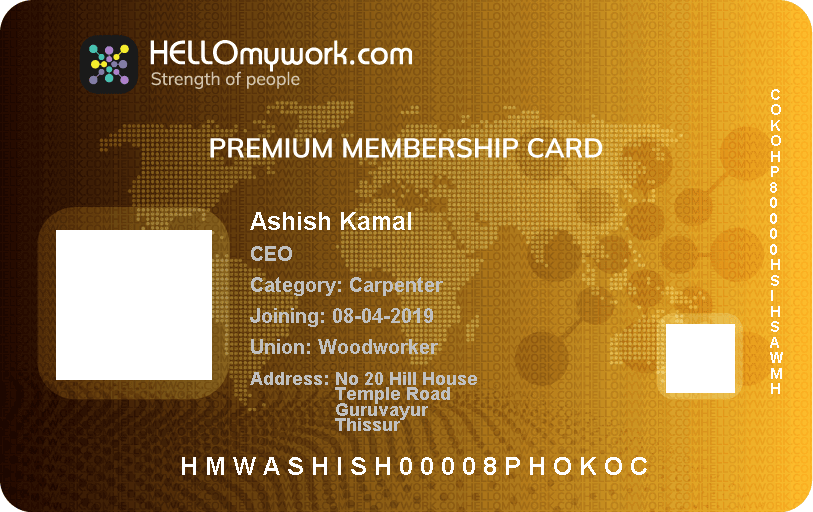 HELLOmywork.com
Strength of people
PREMIUM MEMBERSHIP CARD
Ashish Kamal
CEO
Category: Carpenter
Joining: 08-04-2019
Union: Woodworker
Address: No 20 Hill House
Temple Road
Guruvayur
Thissur
HMWASHISH00008PHOKOC
COKOHP80000HSIHSAWMH